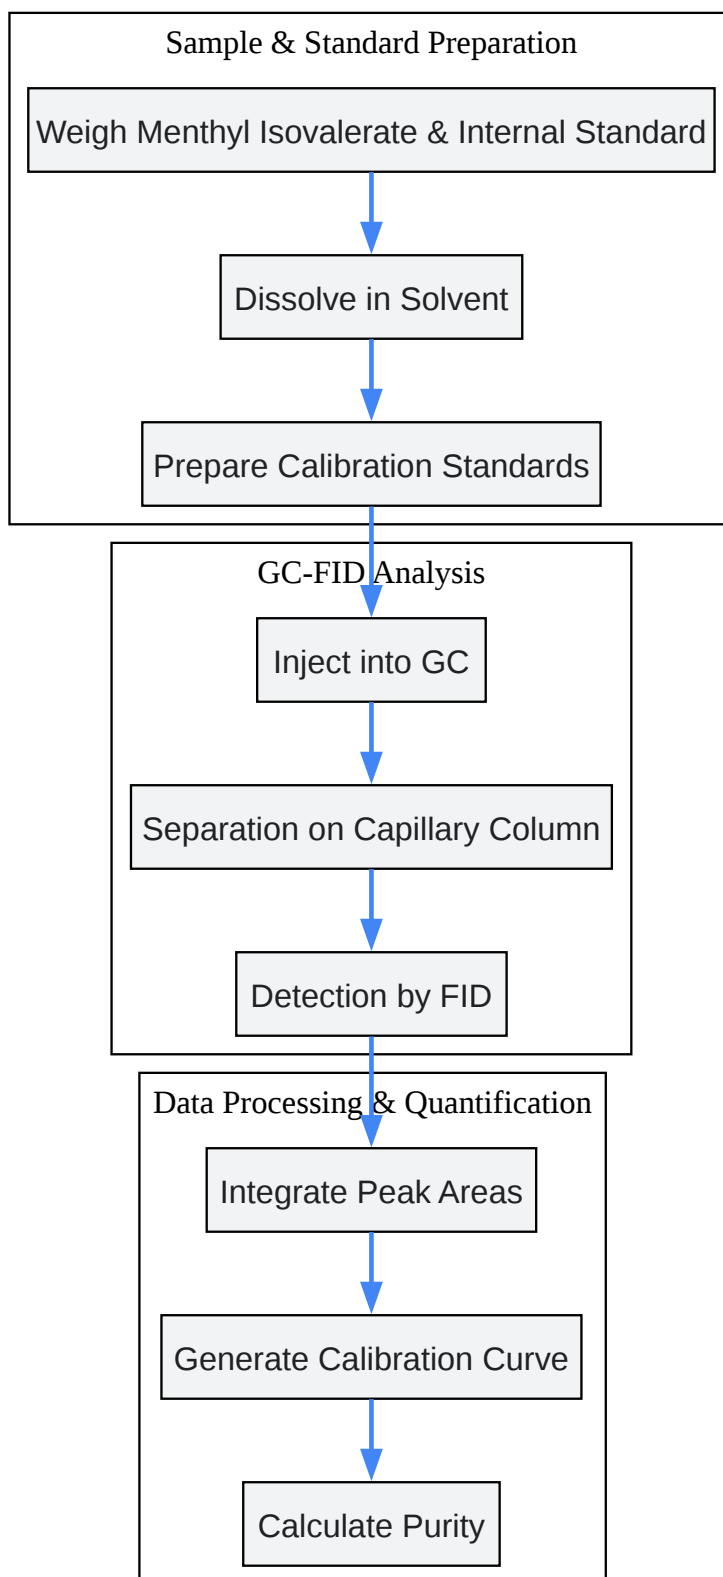 Sample & Standard Preparation
Weigh Menthyl Isovalerate & Internal Standard
Dissolve in Solvent
Prepare Calibration Standards
GC-FID Analysis
Inject into GC
Separation on Capillary Column
Detection by FID
Data Processing & Quantification
Integrate Peak Areas
Generate Calibration Curve
Calculate Purity